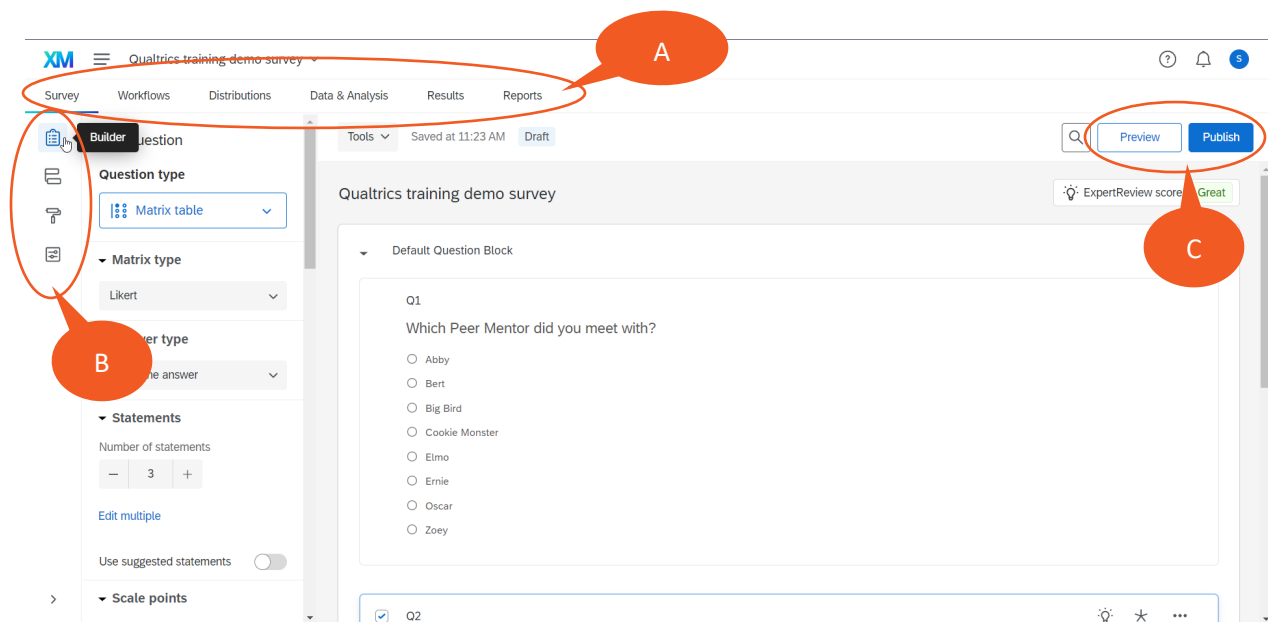 A
XM
Qualtrics training demo survey
?
S
Survey Workflows Distributions Data & Analysis Results Reports
Builder
uestion
Tools Saved at 11:23 AM Draft
Preview Publish
Question type
Matrix table
Qualtrics training demo survey
ExpertReview score Great
C
Matrix type
Likert
Default Question Block
Q1
Which Peer Mentor did you meet with?
Abby
Bert
Big Bird
Cookie Monster
Elmo
Ernie
Oscar
Zoey
B
er type
e answer
Statements
Number of statements
− 3 +
Edit multiple
Use suggested statements
Scale points
Q2